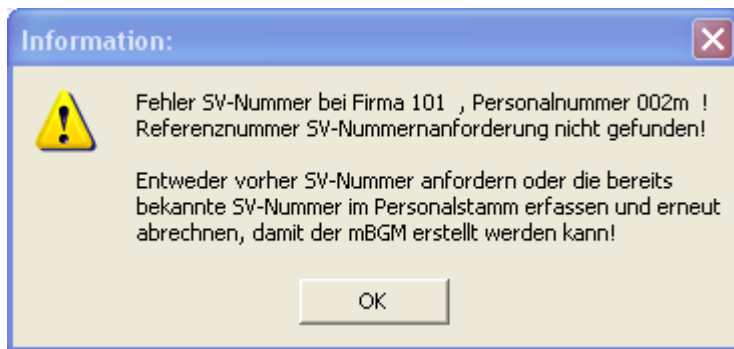 Information:
Fehler SV-Nummer bei Firma 101 , Personalnummer 002m !
Referenznummer SV-Nummernanforderung nicht gefunden!
Entweder vorher SV-Nummer anfordern oder die bereits
bekannte SV-Nummer im Personalstamm erfassen und erneut
abrechnen, damit der mBGM erstellt werden kann!
OK